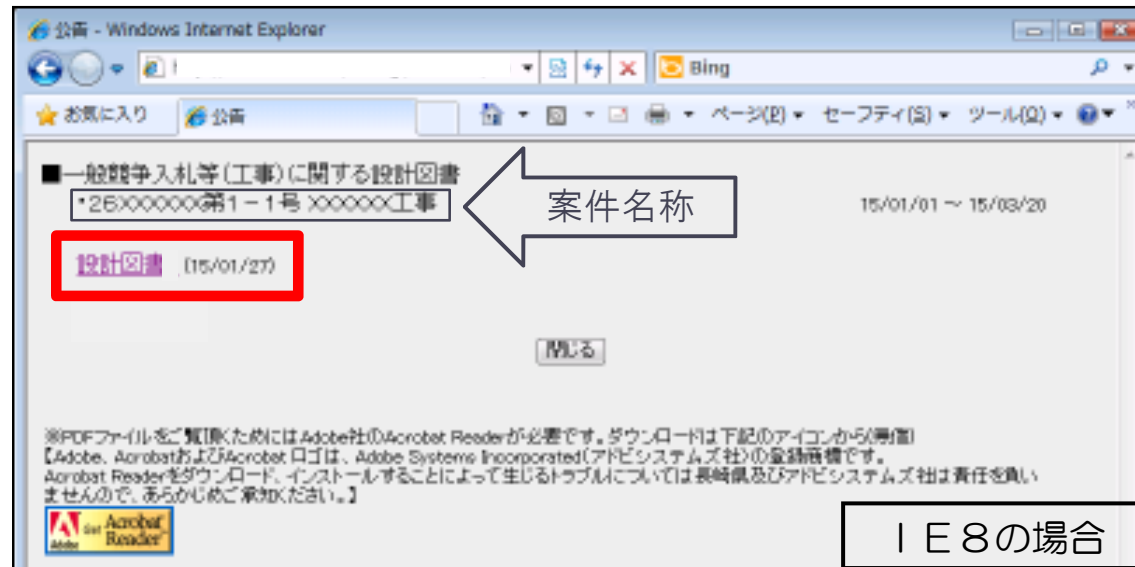 公告 - Windows Internet Explorer
Bing
お気に入り 公告 ページ(P) セーフティ(S) ツール(O)
■一般競争入札等(工事)に関する設計図書
・26XXXXXX第1-1号 XXXXXX工事 案件名称 15/01/01 ～ 15/03/20
設計図書 (15/01/27)
閉じる
※PDFファイルをご覧頂くためにはAdobe社のAcrobat Readerが必要です。ダウンロードは下記のアイコンから(無償)
【Adobe、AcrobatおよびAcrobat ロゴは、Adobe Systems Incorporated(アドビシステムズ社)の登録商標です。
Acrobat Readerをダウンロード、インストールすることによって生じるトラブルについては長崎県及びアドビシステムズ社は責任を負い
ませんので、あらかじめご承知ください。】
Adobe Get Acrobat Reader
ＩＥ８の場合